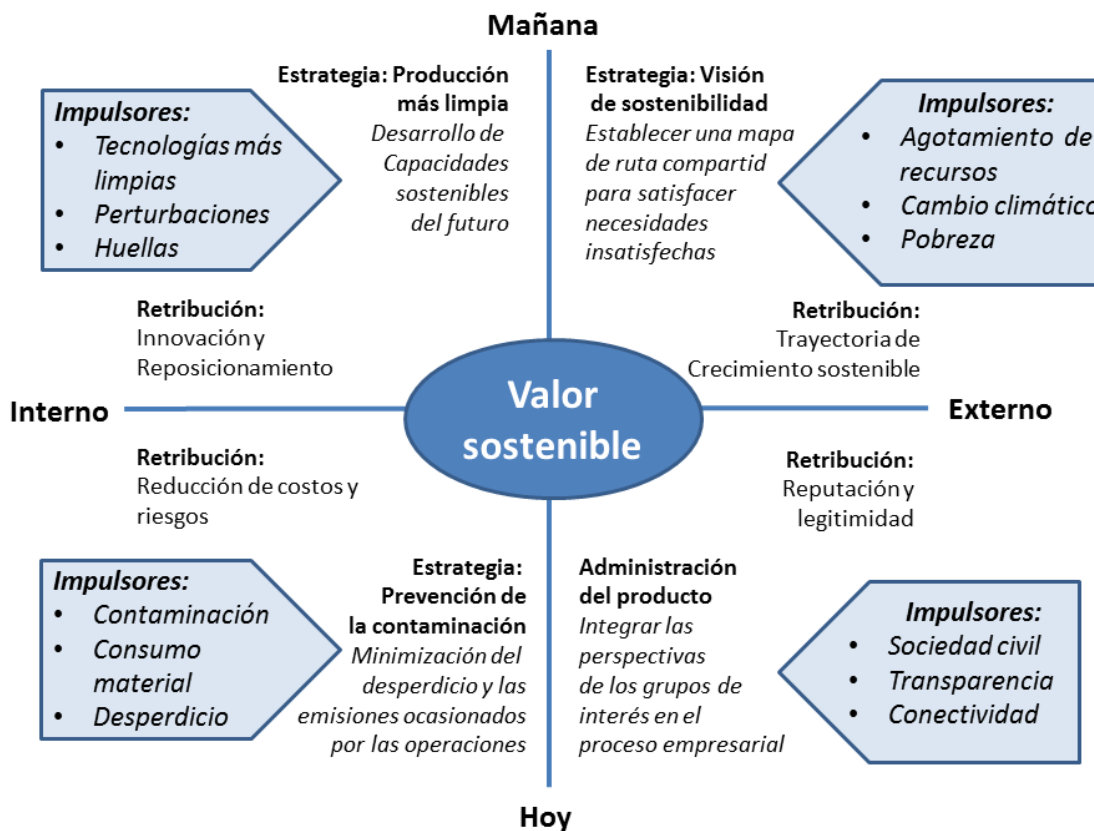 Mañana
Impulsores:
• Tecnologías más
limpias
• Perturbaciones
• Huellas
Estrategia: Producción
más limpia
Desarrollo de
Capacidades
sostenibles
del futuro
Estrategia: Visión
de sostenibilidad
Establecer una mapa
de ruta compartid
para satisfacer
necesidades
insatisfechas
Impulsores:
• Agotamiento de
recursos
• Cambio climático
• Pobreza
Retribución:
Innovación y
Reposicionamiento
Retribución:
Trayectoria de
Crecimiento sostenible
Interno
Valor
sostenible
Externo
Retribución:
Reducción de costos y
riesgos
Retribución:
Reputación y
legitimidad
Impulsores:
• Contaminación
• Consumo
material
• Desperdicio
Estrategia:
Prevención de
la contaminación
Minimización del
desperdicio y las
emisiones ocasionados
por las operaciones
Administración
del producto
Integrar las
perspectivas
de los grupos de
interés en el
proceso empresarial
Impulsores:
• Sociedad civil
• Transparencia
• Conectividad
Hoy